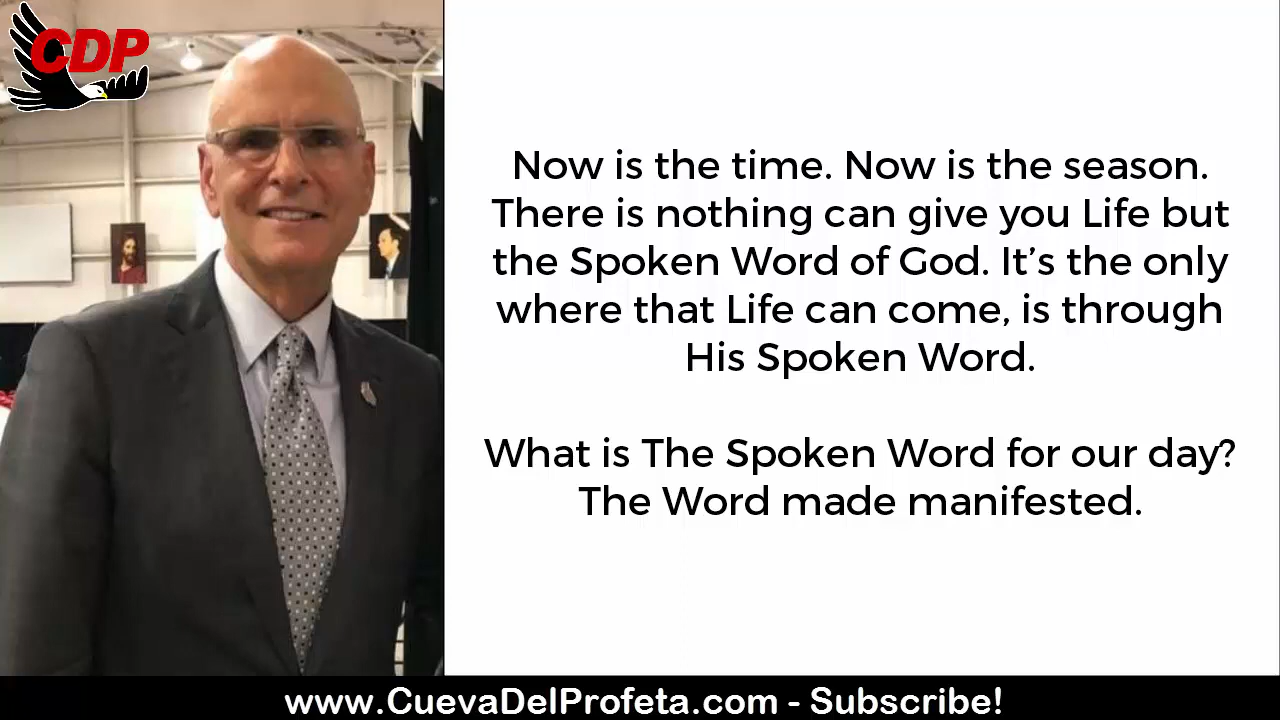 CDP
Now is the time. Now is the season.
There is nothing can give you Life but
the Spoken Word of God. It's the only
where that Life can come, is through
His Spoken Word.
What is The Spoken Word for our day?
The Word made manifested.
www.CuevaDelProfeta.com - Subscribe!